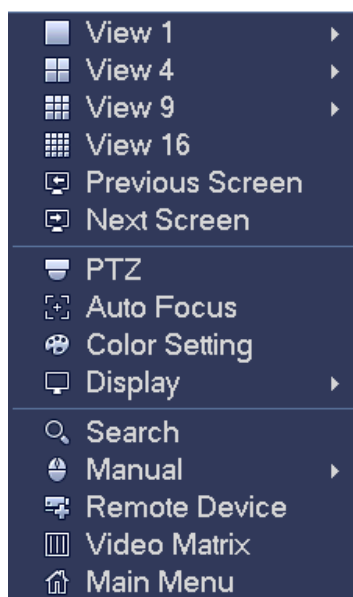 View 1
View 4
View 9
View 16
Previous Screen
Next Screen
PTZ
Auto Focus
Color Setting
Display
Search
Manual
Remote Device
Video Matrix
Main Menu